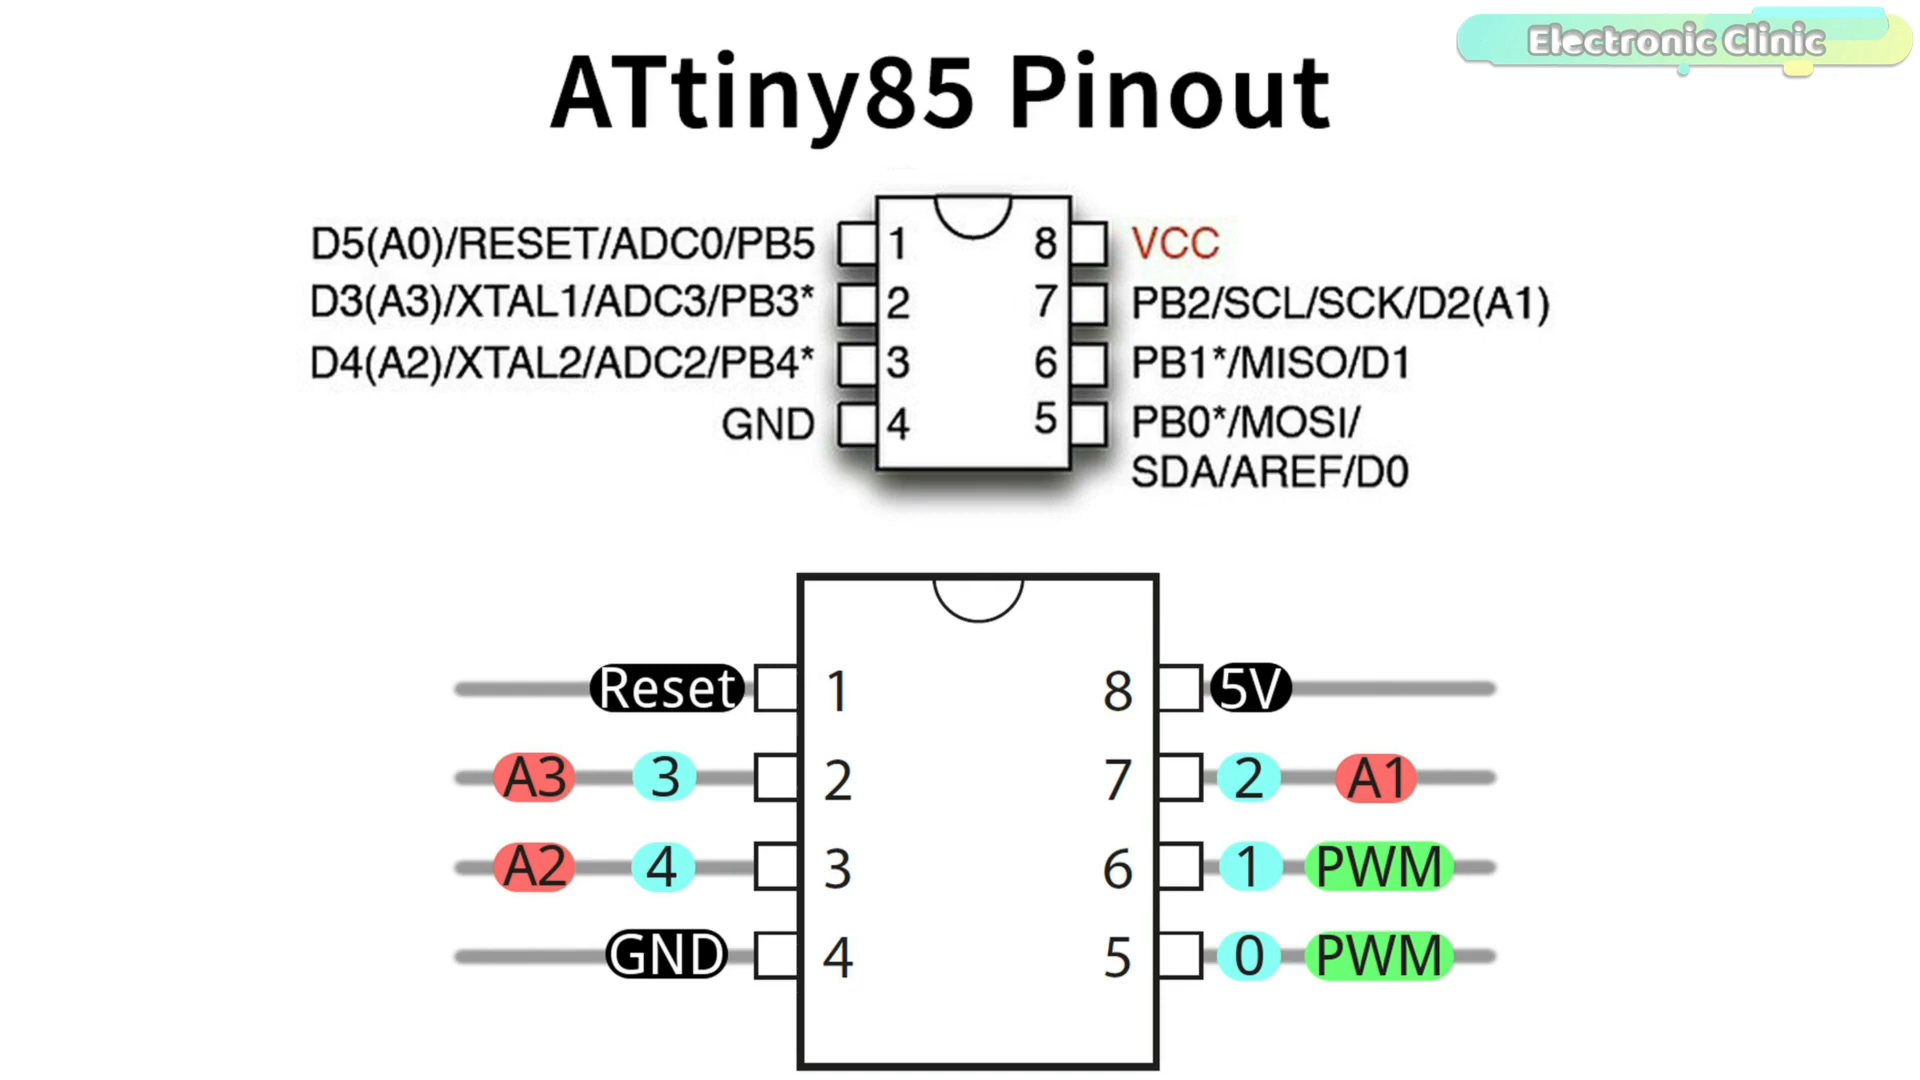 Electronic Clinic
ATtiny85 Pinout
D5(A0)/RESET/ADC0/PB5 1 8 VCC
D3(A3)/XTAL1/ADC3/PB3* 2 7 PB2/SCL/SCK/D2(A1)
D4(A2)/XTAL2/ADC2/PB4* 3 6 PB1*/MISO/D1
GND 4 5 PB0*/MOSI/
SDA/AREF/D0
Reset 1 8 5V
A3 3 2 7 2 A1
A2 4 3 6 1 PWM
GND 4 5 0 PWM